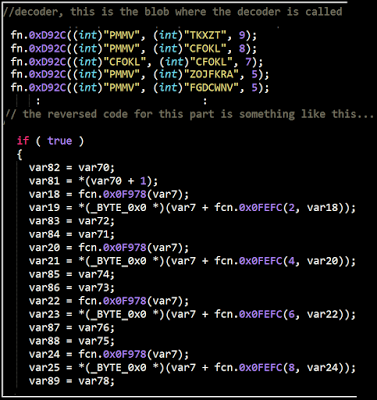 //decoder, this is the blob where the decoder is called
fn.0xD92C((int)"PMMV", (int)"TKXZT", 9);
fn.0xD92C((int)"PMMV", (int)"CFOKL", 8);
fn.0xD92C((int)"CFOKL", (int)"CFOKL", 7);
fn.0xD92C((int)"PMMV", (int)"ZOJFKRA", 5);
fn.0xD92C((int)"PMMV", (int)"FGDCWNV", 5);
: :
// the reversed code for this part is something like this...
if ( true )
{
var82 = var70;
var81 = *(var70 + 1);
var18 = fcn.0x0F978(var7);
var19 = *(_BYTE_0x0 *)(var7 + fcn.0x0FEFC(2, var18));
var83 = var72;
var84 = var71;
var20 = fcn.0x0F978(var7);
var21 = *(_BYTE_0x0 *)(var7 + fcn.0x0FEFC(4, var20));
var85 = var74;
var86 = var73;
var22 = fcn.0x0F978(var7);
var23 = *(_BYTE_0x0 *)(var7 + fcn.0x0FEFC(6, var22));
var87 = var76;
var88 = var75;
var24 = fcn.0x0F978(var7);
var25 = *(_BYTE_0x0 *)(var7 + fcn.0x0FEFC(8, var24));
var89 = var78;